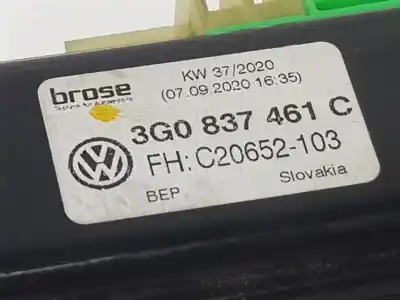 brose
Technik für Automobile
KW 37/2020
(07.09.2020 16:35)
3G0 837 461 C
FH: C20652-103
BEP
Slovakia